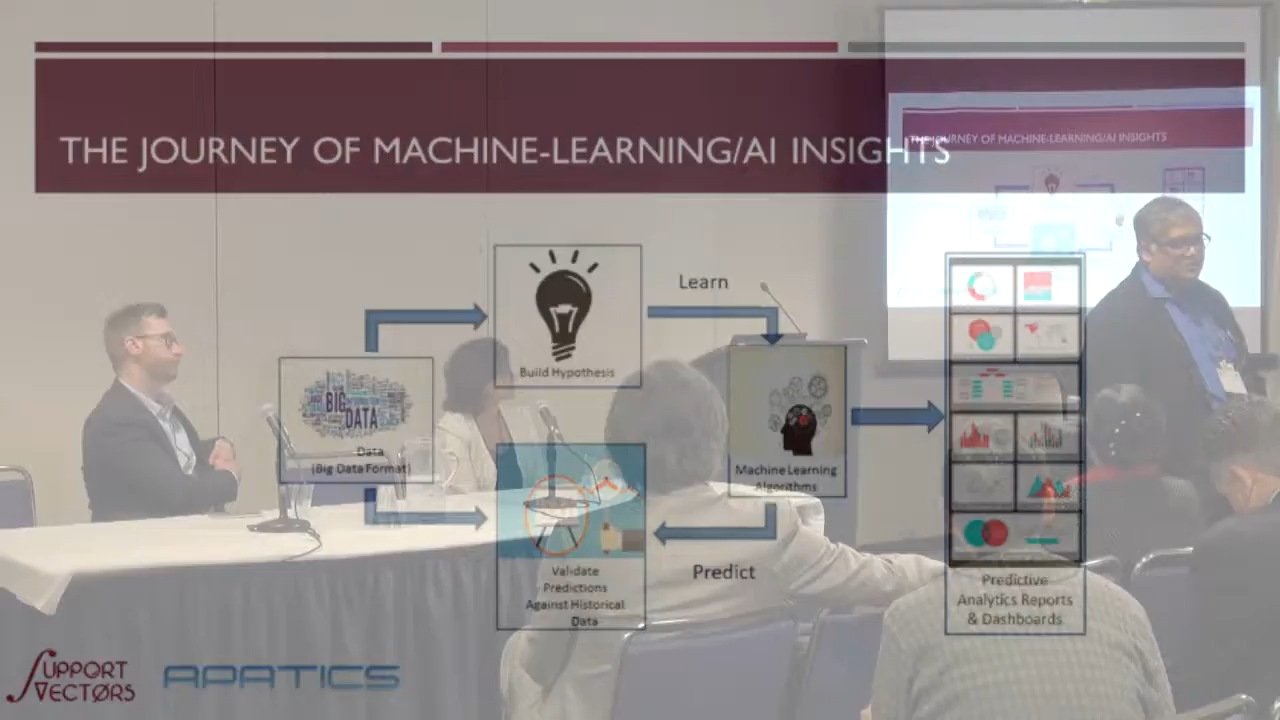 THE JOURNEY OF MACHINE-LEARNING/AI INSIGHTS
THE JOURNEY OF MACHINE-LEARNING/AI INSIGHTS
Learn
Build Hypothesis
BIG
DATA
Data
(Big Data Format)
Machine Learning
Algorithms
Predict
Validate
Predictions
Against Historical
Data
Predictive
Analytics Reports
& Dashboards
SUPPORT
VECTORS
APATICS